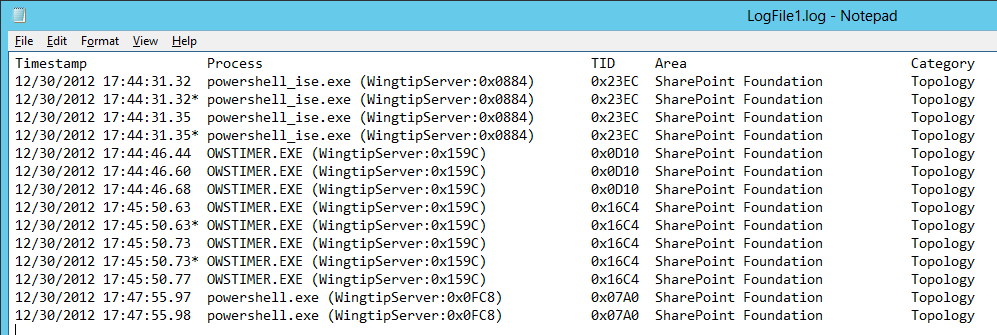 LogFile1.log - Notepad
File Edit Format View Help
Timestamp Process TID Area Category
12/30/2012 17:44:31.32 powershell_ise.exe (WingtipServer:0x0884) 0x23EC SharePoint Foundation Topology
12/30/2012 17:44:31.32* powershell_ise.exe (WingtipServer:0x0884) 0x23EC SharePoint Foundation Topology
12/30/2012 17:44:31.35 powershell_ise.exe (WingtipServer:0x0884) 0x23EC SharePoint Foundation Topology
12/30/2012 17:44:31.35* powershell_ise.exe (WingtipServer:0x0884) 0x23EC SharePoint Foundation Topology
12/30/2012 17:44:46.44 OWSTIMER.EXE (WingtipServer:0x159C) 0x0D10 SharePoint Foundation Topology
12/30/2012 17:44:46.60 OWSTIMER.EXE (WingtipServer:0x159C) 0x0D10 SharePoint Foundation Topology
12/30/2012 17:44:46.68 OWSTIMER.EXE (WingtipServer:0x159C) 0x0D10 SharePoint Foundation Topology
12/30/2012 17:45:50.63 OWSTIMER.EXE (WingtipServer:0x159C) 0x16C4 SharePoint Foundation Topology
12/30/2012 17:45:50.63* OWSTIMER.EXE (WingtipServer:0x159C) 0x16C4 SharePoint Foundation Topology
12/30/2012 17:45:50.73 OWSTIMER.EXE (WingtipServer:0x159C) 0x16C4 SharePoint Foundation Topology
12/30/2012 17:45:50.73* OWSTIMER.EXE (WingtipServer:0x159C) 0x16C4 SharePoint Foundation Topology
12/30/2012 17:45:50.77 OWSTIMER.EXE (WingtipServer:0x159C) 0x16C4 SharePoint Foundation Topology
12/30/2012 17:47:55.97 powershell.exe (WingtipServer:0x0FC8) 0x07A0 SharePoint Foundation Topology
12/30/2012 17:47:55.98 powershell.exe (WingtipServer:0x0FC8) 0x07A0 SharePoint Foundation Topology